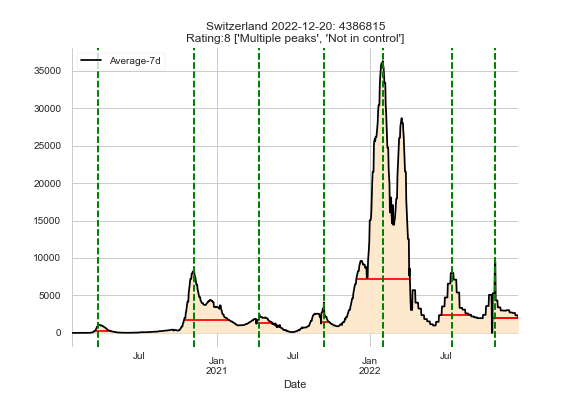 Switzerland 2022-12-20: 4386815
Rating:8 ['Multiple peaks', 'Not in control']
Average-7d
35000
30000
25000
20000
15000
10000
5000
0
Jul
Jan
2021
Jul
Jan
2022
Jul
Date